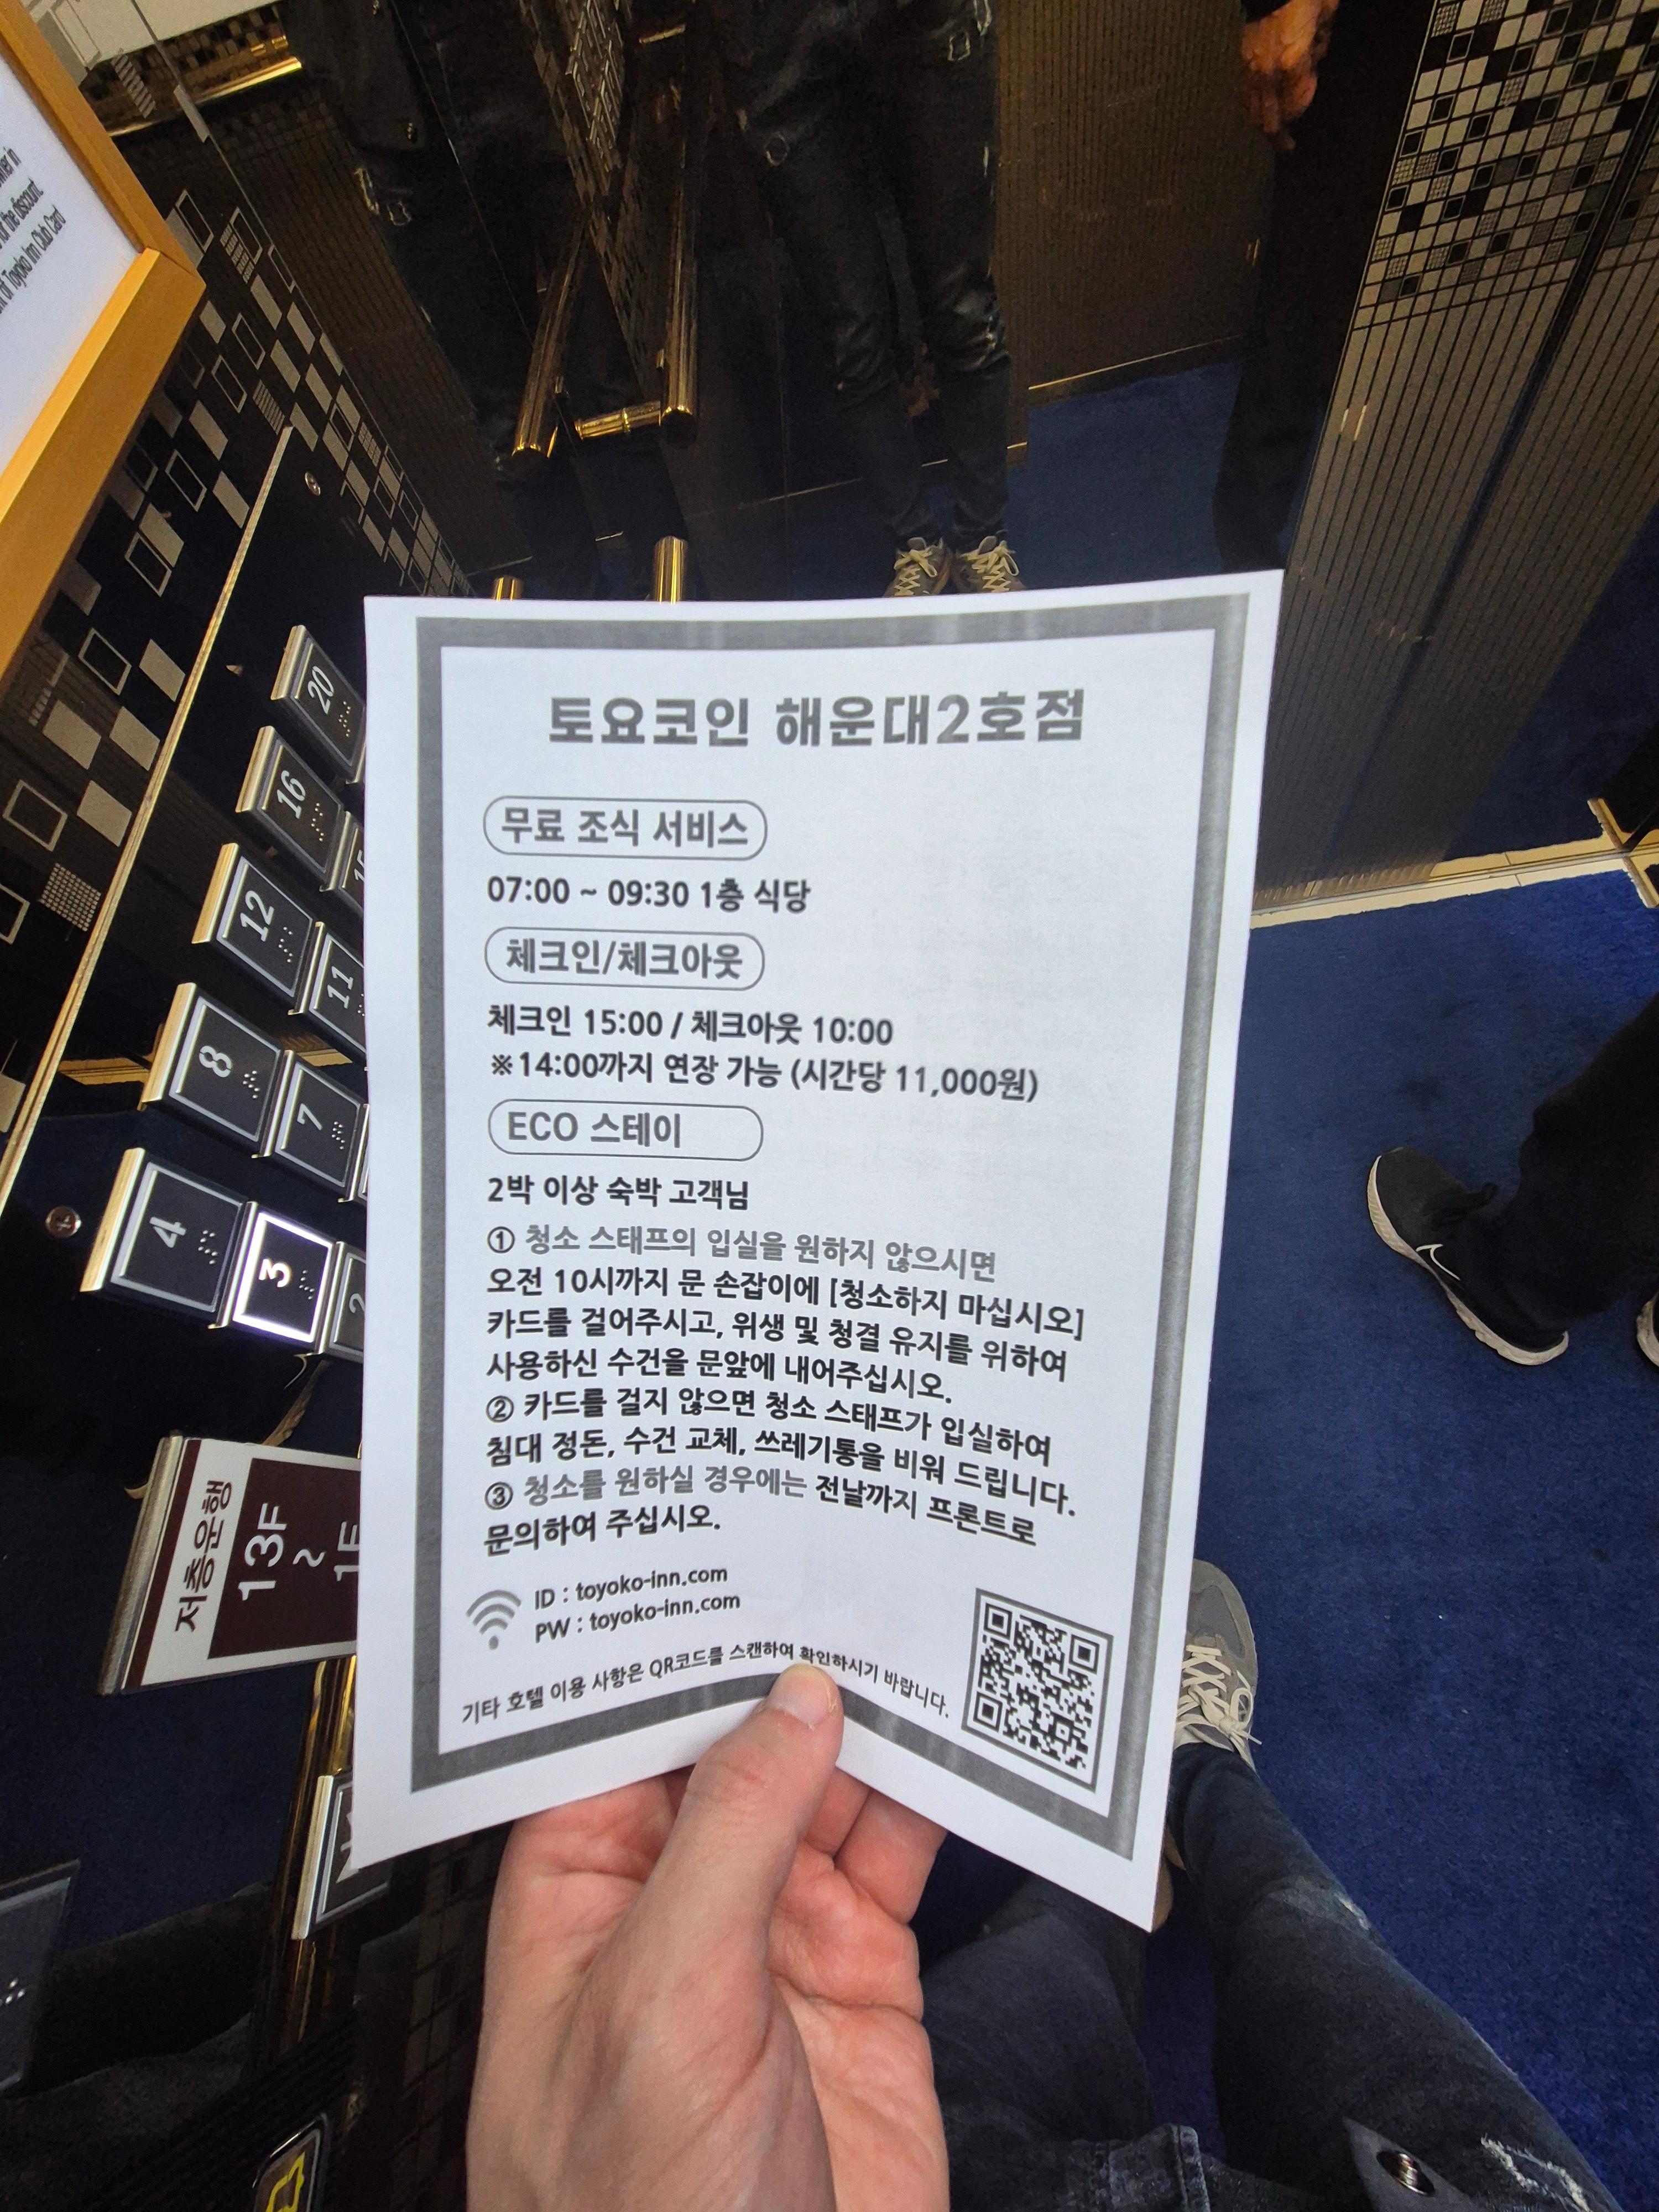 토요코인 해운대2호점
무료 조식 서비스
07:00 ~ 09:30 1층 식당
체크인/체크아웃
체크인 15:00 / 체크아웃 10:00
※14:00까지 연장 가능 (시간당 11,000원)
ECO 스테이
2박 이상 숙박 고객님
① 청소 스태프의 입실을 원하지 않으시면
오전 10시까지 문 손잡이에 [청소하지 마십시오]
카드를 걸어주시고, 위생 및 청결 유지를 위하여
사용하신 수건을 문앞에 내어주십시오.
② 카드를 걸지 않으면 청소 스태프가 입실하여
침대 정돈, 수건 교체, 쓰레기통을 비워 드립니다.
③ 청소를 원하실 경우에는 전날까지 프론트로
문의하여 주십시오.
ID : toyoko-inn.com
PW : toyoko-inn.com
기타 호텔 이용 사항은 QR코드를 스캔하여 확인하시기 바랍니다.
in
the discount.
of Toyoko Inn Club Card
20
16
15
12
11
8
7
4
3
2
저층운행
13F
~
1F